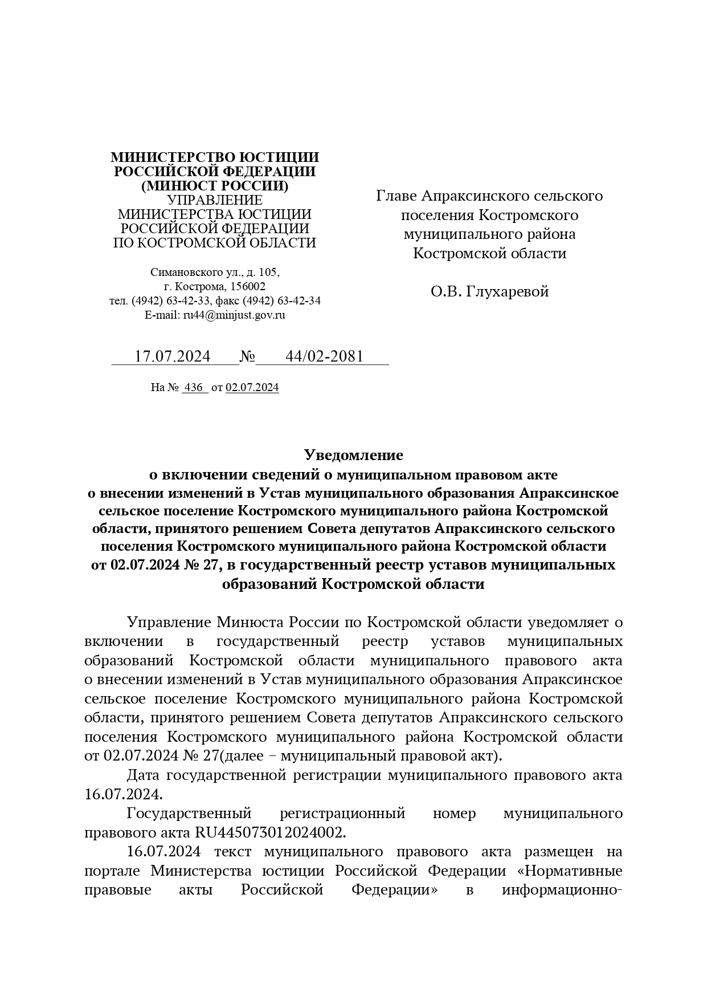 МИНИСТЕРСТВО ЮСТИЦИИ
РОССИЙСКОЙ ФЕДЕРАЦИИ
(МИНЮСТ РОССИИ)
УПРАВЛЕНИЕ
МИНИСТЕРСТВА ЮСТИЦИИ
РОССИЙСКОЙ ФЕДЕРАЦИИ
ПО КОСТРОМСКОЙ ОБЛАСТИ
Симановского ул., д. 105,
г. Кострома, 156002
тел. (4942) 63-42-33, факс (4942) 63-42-34
E-mail: ru44@minjust.gov.ru
17.07.2024 № 44/02-2081
На № 436 от 02.07.2024
Главе Апраксинского сельского
поселения Костромского
муниципального района
Костромской области
О.В. Глухаревой
Уведомление
о включении сведений о муниципальном правовом акте
о внесении изменений в Устав муниципального образования Апраксинское
сельское поселение Костромского муниципального района Костромской
области, принятого решением Совета депутатов Апраксинского сельского
поселения Костромского муниципального района Костромской области
от 02.07.2024 № 27, в государственный реестр уставов муниципальных
образований Костромской области
Управление Минюста России по Костромской области уведомляет о
включении в государственный реестр уставов муниципальных
образований Костромской области муниципального правового акта
о внесении изменений в Устав муниципального образования Апраксинское
сельское поселение Костромского муниципального района Костромской
области, принятого решением Совета депутатов Апраксинского сельского
поселения Костромского муниципального района Костромской области
от 02.07.2024 № 27(далее – муниципальный правовой акт).
Дата государственной регистрации муниципального правового акта
16.07.2024.
Государственный регистрационный номер муниципального
правового акта RU445073012024002.
16.07.2024 текст муниципального правового акта размещен на
портале Министерства юстиции Российской Федерации «Нормативные
правовые акты Российской Федерации» в информационно-